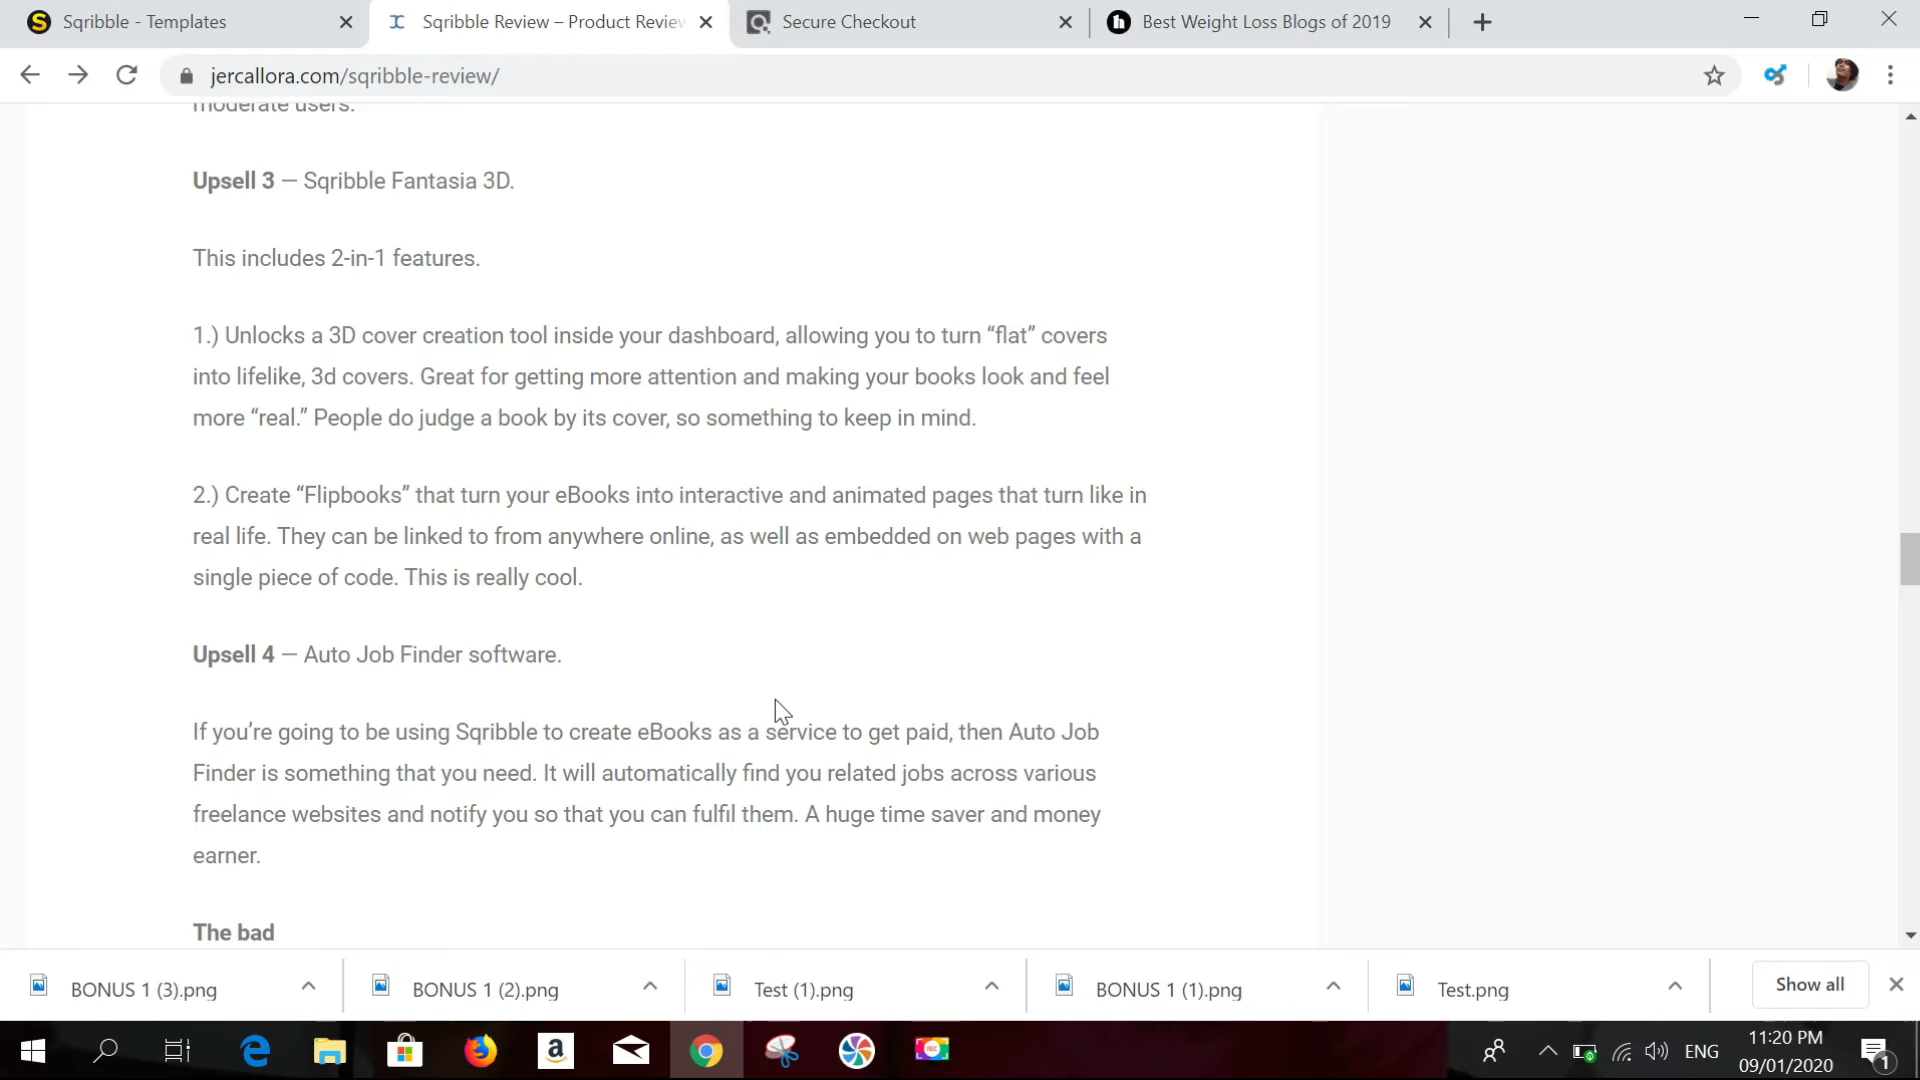 Sqribble - Templates
Sqribble Review – Product Review
Secure Checkout
Best Weight Loss Blogs of 2019
jercallora.com/sqribble-review/
moderate users.
Upsell 3 — Sqribble Fantasia 3D.
This includes 2-in-1 features.
1.) Unlocks a 3D cover creation tool inside your dashboard, allowing you to turn “flat” covers
into lifelike, 3d covers. Great for getting more attention and making your books look and feel
more “real.” People do judge a book by its cover, so something to keep in mind.
2.) Create “Flipbooks” that turn your eBooks into interactive and animated pages that turn like in
real life. They can be linked to from anywhere online, as well as embedded on web pages with a
single piece of code. This is really cool.
Upsell 4 — Auto Job Finder software.
If you’re going to be using Sqribble to create eBooks as a service to get paid, then Auto Job
Finder is something that you need. It will automatically find you related jobs across various
freelance websites and notify you so that you can fulfil them. A huge time saver and money
earner.
The bad
BONUS 1 (3).png
BONUS 1 (2).png
Test (1).png
BONUS 1 (1).png
Test.png
Show all
ENG
11:20 PM
09/01/2020
1